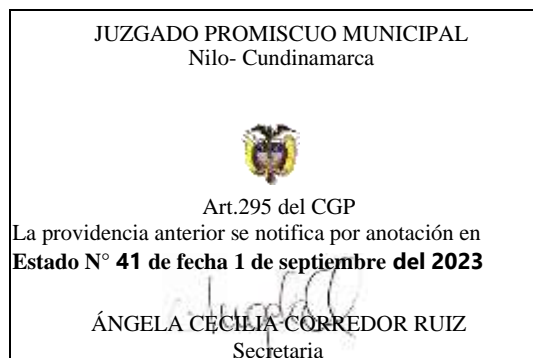 JUZGADO PROMISCUO MUNICIPAL
Nilo- Cundinamarca
Art.295 del CGP
La providencia anterior se notifica por anotación en
Estado N° 41 de fecha 1 de septiembre del 2023
ÁNGELA CECILIA CORREDOR RUIZ
Secretaria